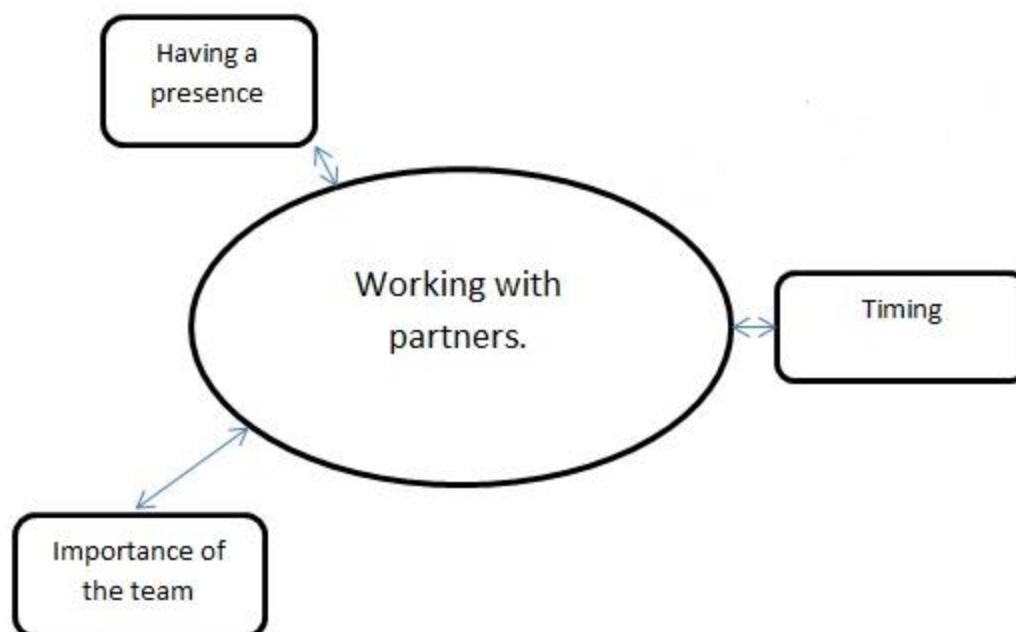 Having a
presence
Working with
partners.
Timing
Importance of
the team